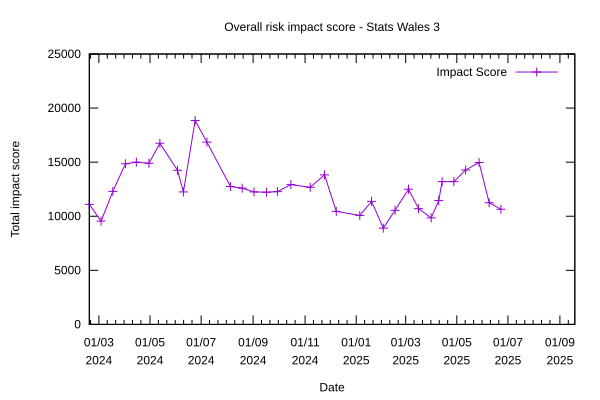 Overall risk impact score - Stats Wales 3
25000
Impact Score
20000
15000
Total impact score
10000
5000
0
01/03 01/05 01/07 01/09 01/11 01/01 01/03 01/05 01/07 01/09
2024 2024 2024 2024 2024 2025 2025 2025 2025 2025
Date